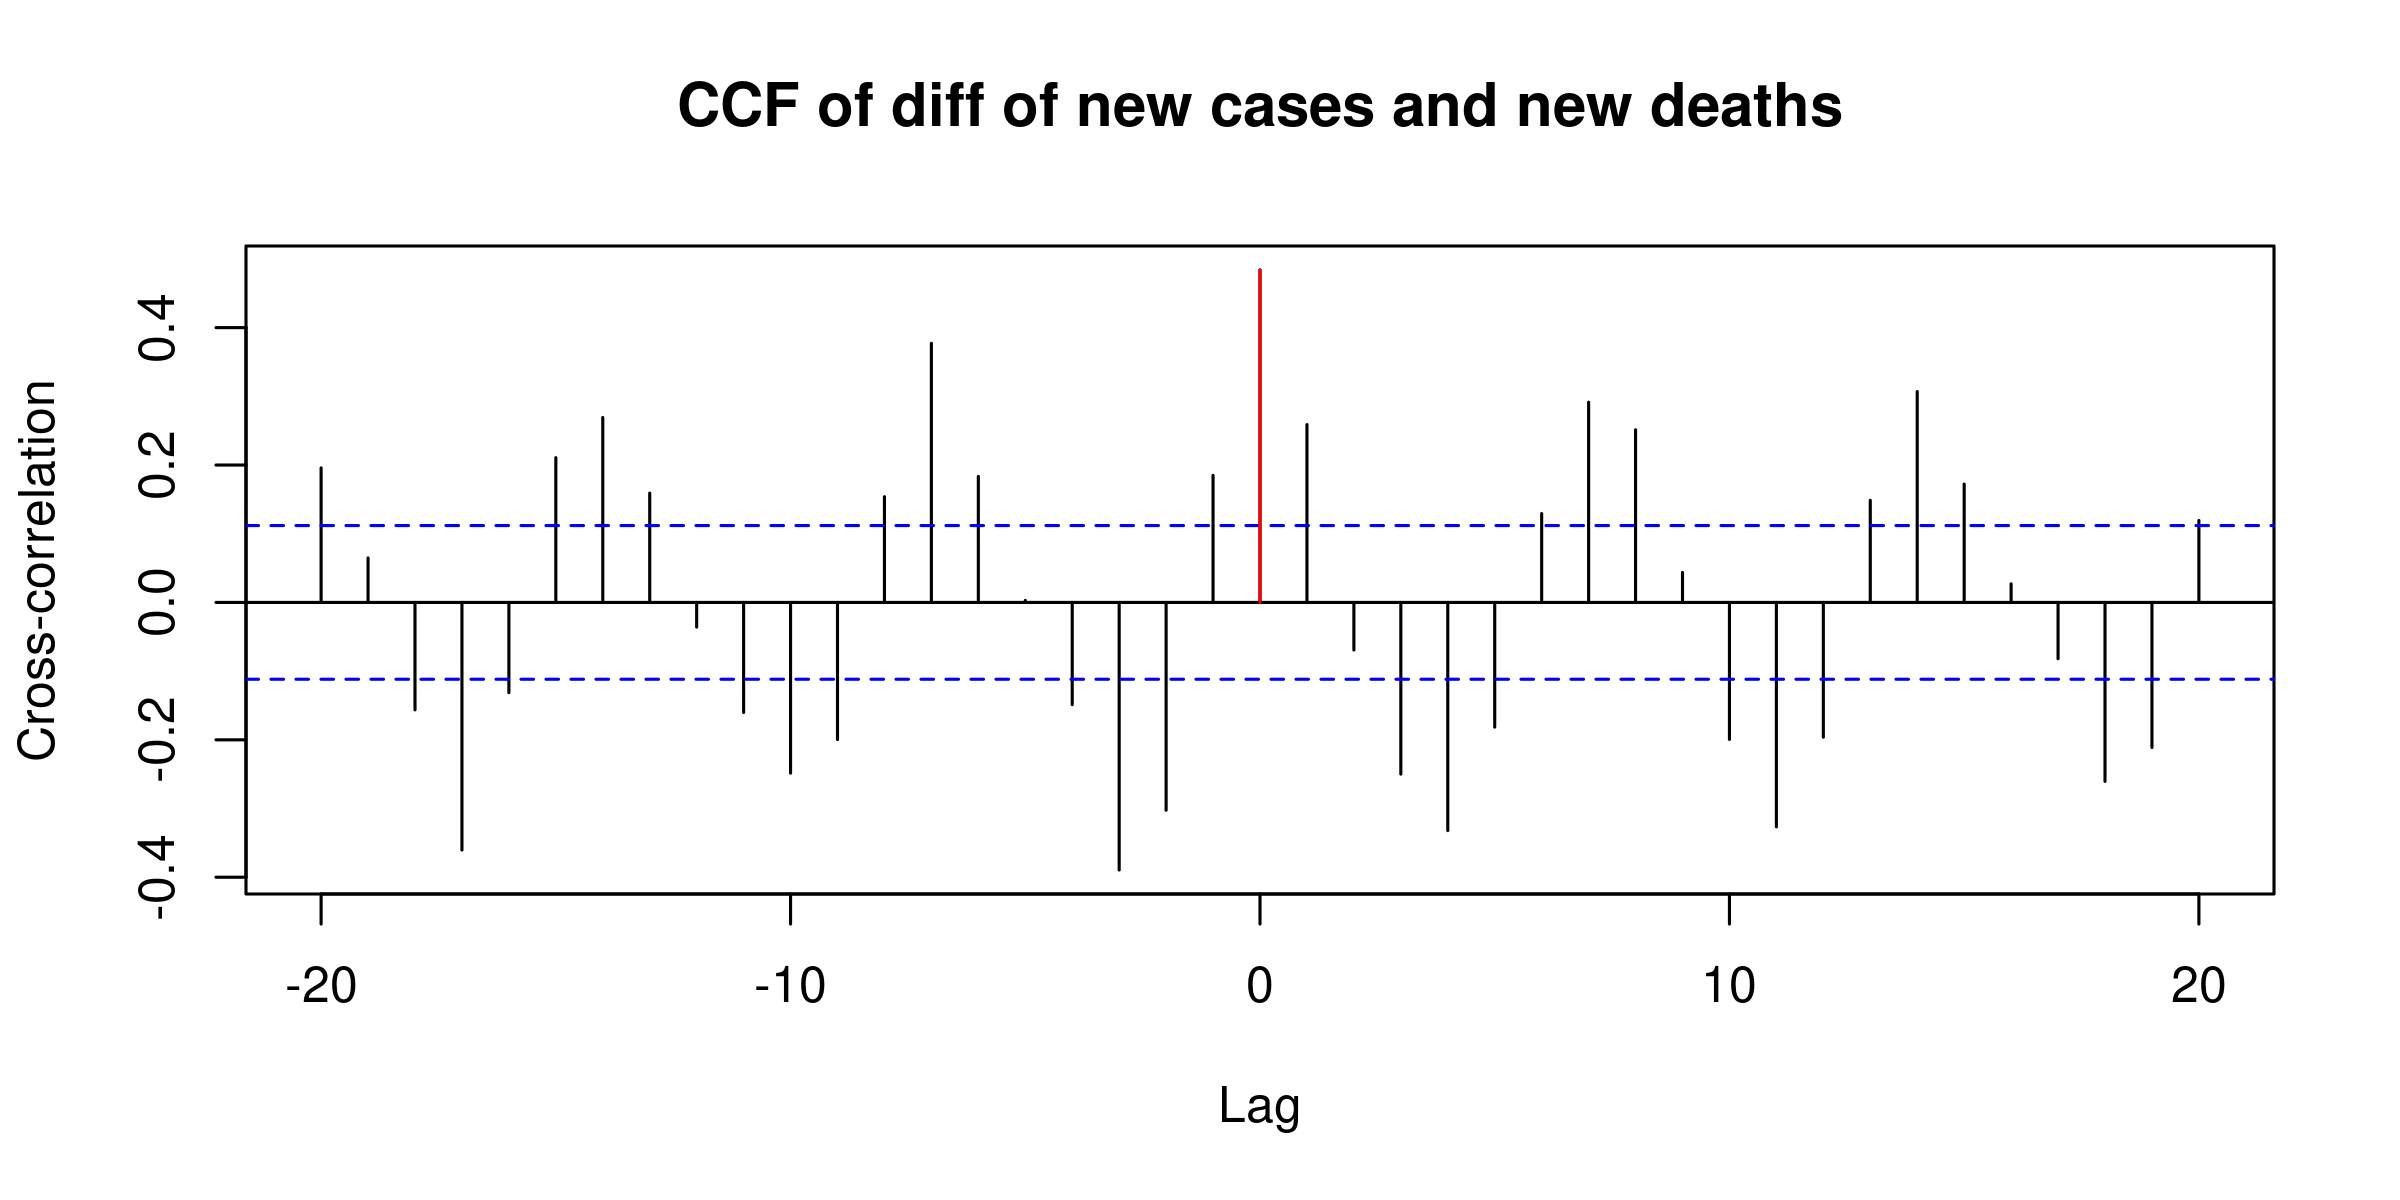 CCF of diff of new cases and new deaths
Cross-correlation
0.4
0.2
0.0
-0.2
-0.4
-20 -10 0 10 20
Lag